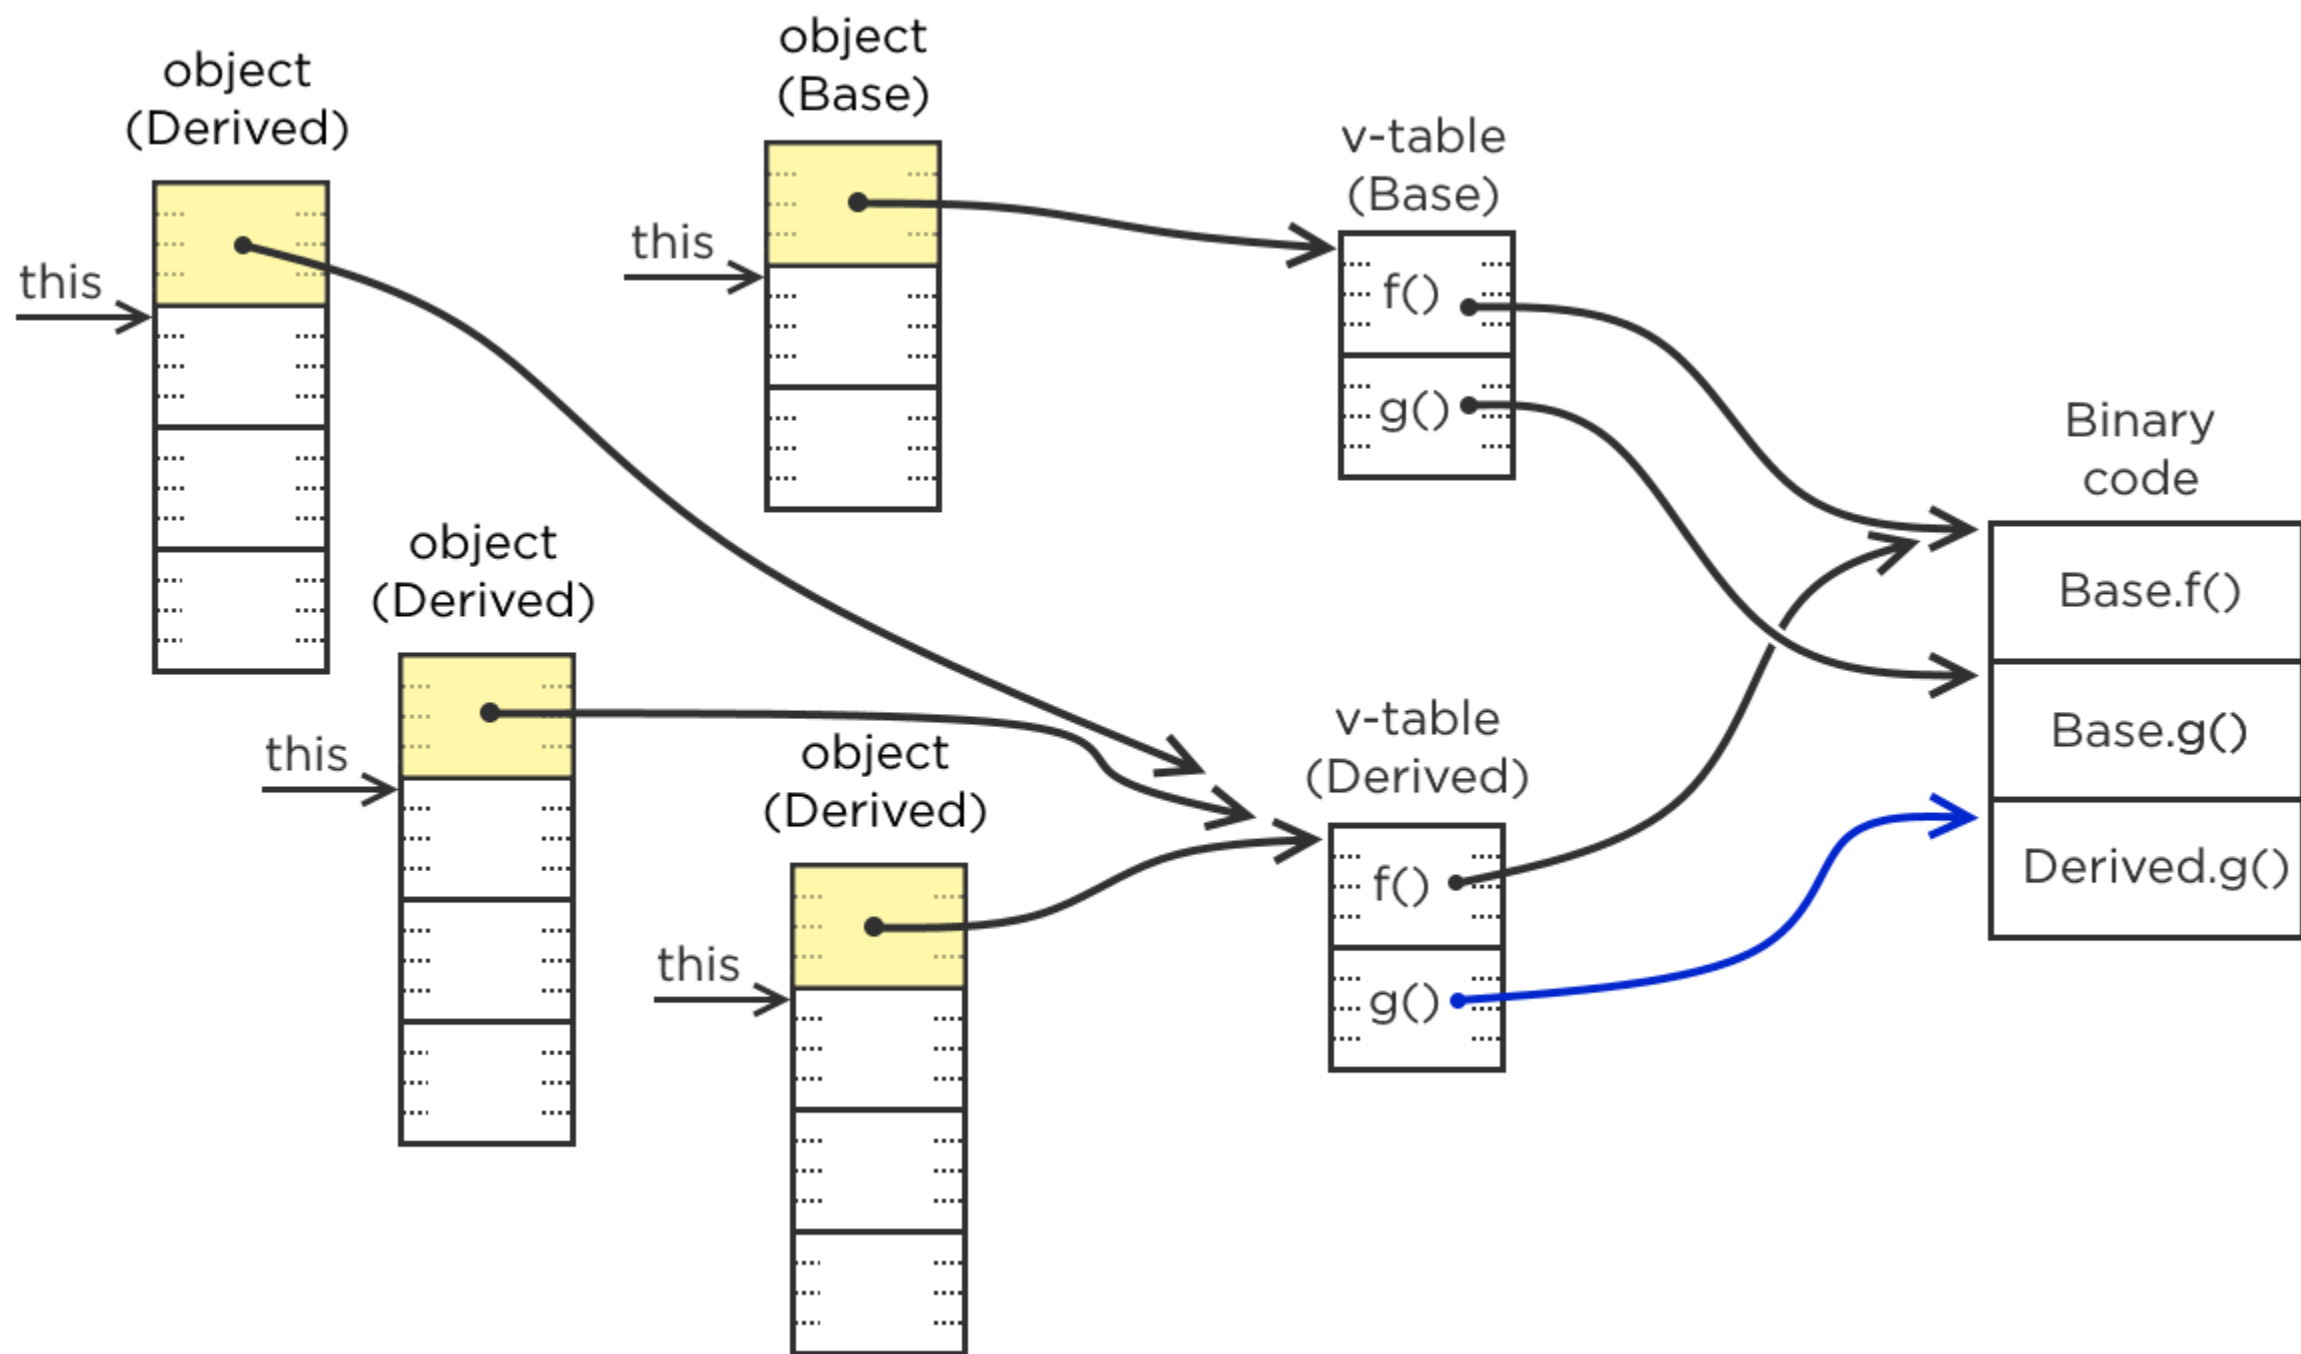 object
(Derived)
this
object
(Base)
this
v-table
(Base)
f()
g()
object
(Derived)
this
object
(Derived)
this
v-table
(Derived)
f()
g()
Binary
code
Base.f()
Base.g()
Derived.g()